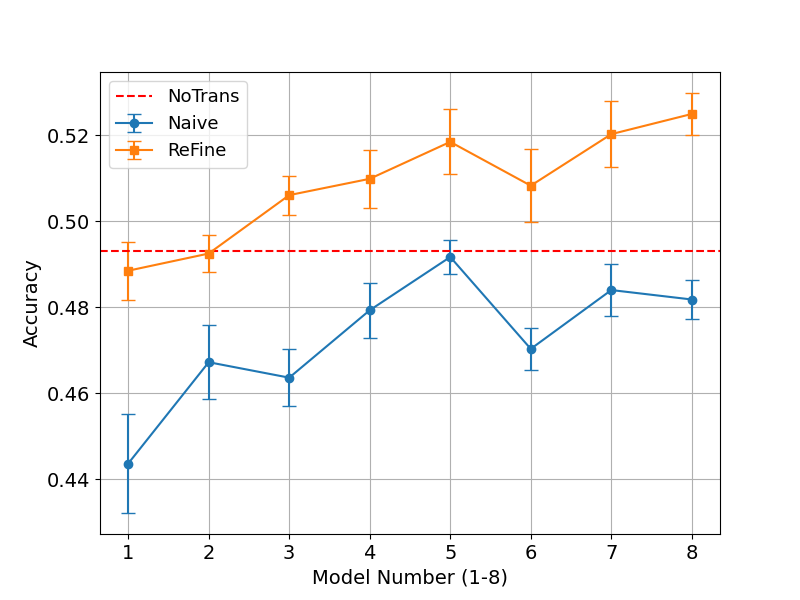 NoTrans
Naive
ReFine
0.52
0.50
0.48
0.46
0.44
Accuracy
1 2 3 4 5 6 7 8
Model Number (1-8)